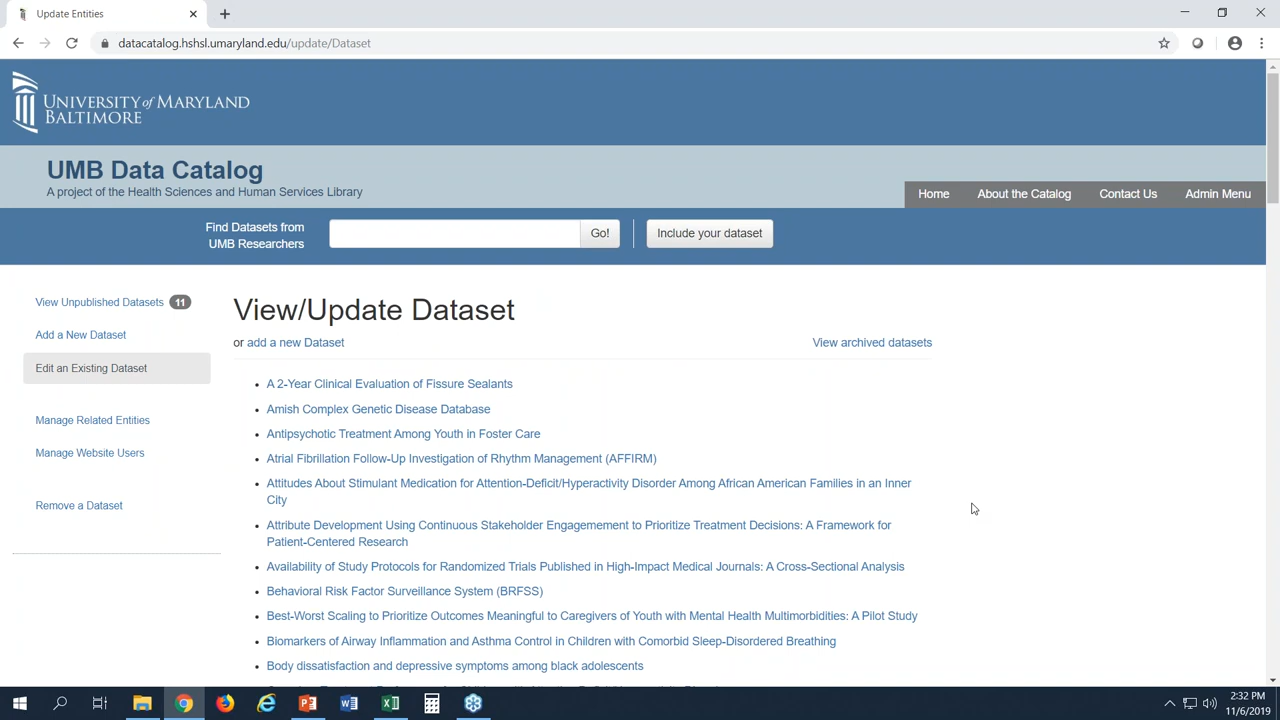 Update Entities
datacatalog.hshsl.umaryland.edu/update/Dataset
UNIVERSITY of MARYLAND
BALTIMORE
UMB Data Catalog
A project of the Health Sciences and Human Services Library
Home About the Catalog Contact Us Admin Menu
Find Datasets from
UMB Researchers
Go!
Include your dataset
View Unpublished Datasets 11
Add a New Dataset
Edit an Existing Dataset
Manage Related Entities
Manage Website Users
Remove a Dataset
View/Update Dataset
or add a new Dataset
View archived datasets
A 2-Year Clinical Evaluation of Fissure Sealants
Amish Complex Genetic Disease Database
Antipsychotic Treatment Among Youth in Foster Care
Atrial Fibrillation Follow-Up Investigation of Rhythm Management (AFFIRM)
Attitudes About Stimulant Medication for Attention-Deficit/Hyperactivity Disorder Among African American Families in an Inner
City
Attribute Development Using Continuous Stakeholder Engagemement to Prioritize Treatment Decisions: A Framework for
Patient-Centered Research
Availability of Study Protocols for Randomized Trials Published in High-Impact Medical Journals: A Cross-Sectional Analysis
Behavioral Risk Factor Surveillance System (BRFSS)
Best-Worst Scaling to Prioritize Outcomes Meaningful to Caregivers of Youth with Mental Health Multimorbidities: A Pilot Study
Biomarkers of Airway Inflammation and Asthma Control in Children with Comorbid Sleep-Disordered Breathing
Body dissatisfaction and depressive symptoms among black adolescents
2:32 PM
11/6/2019